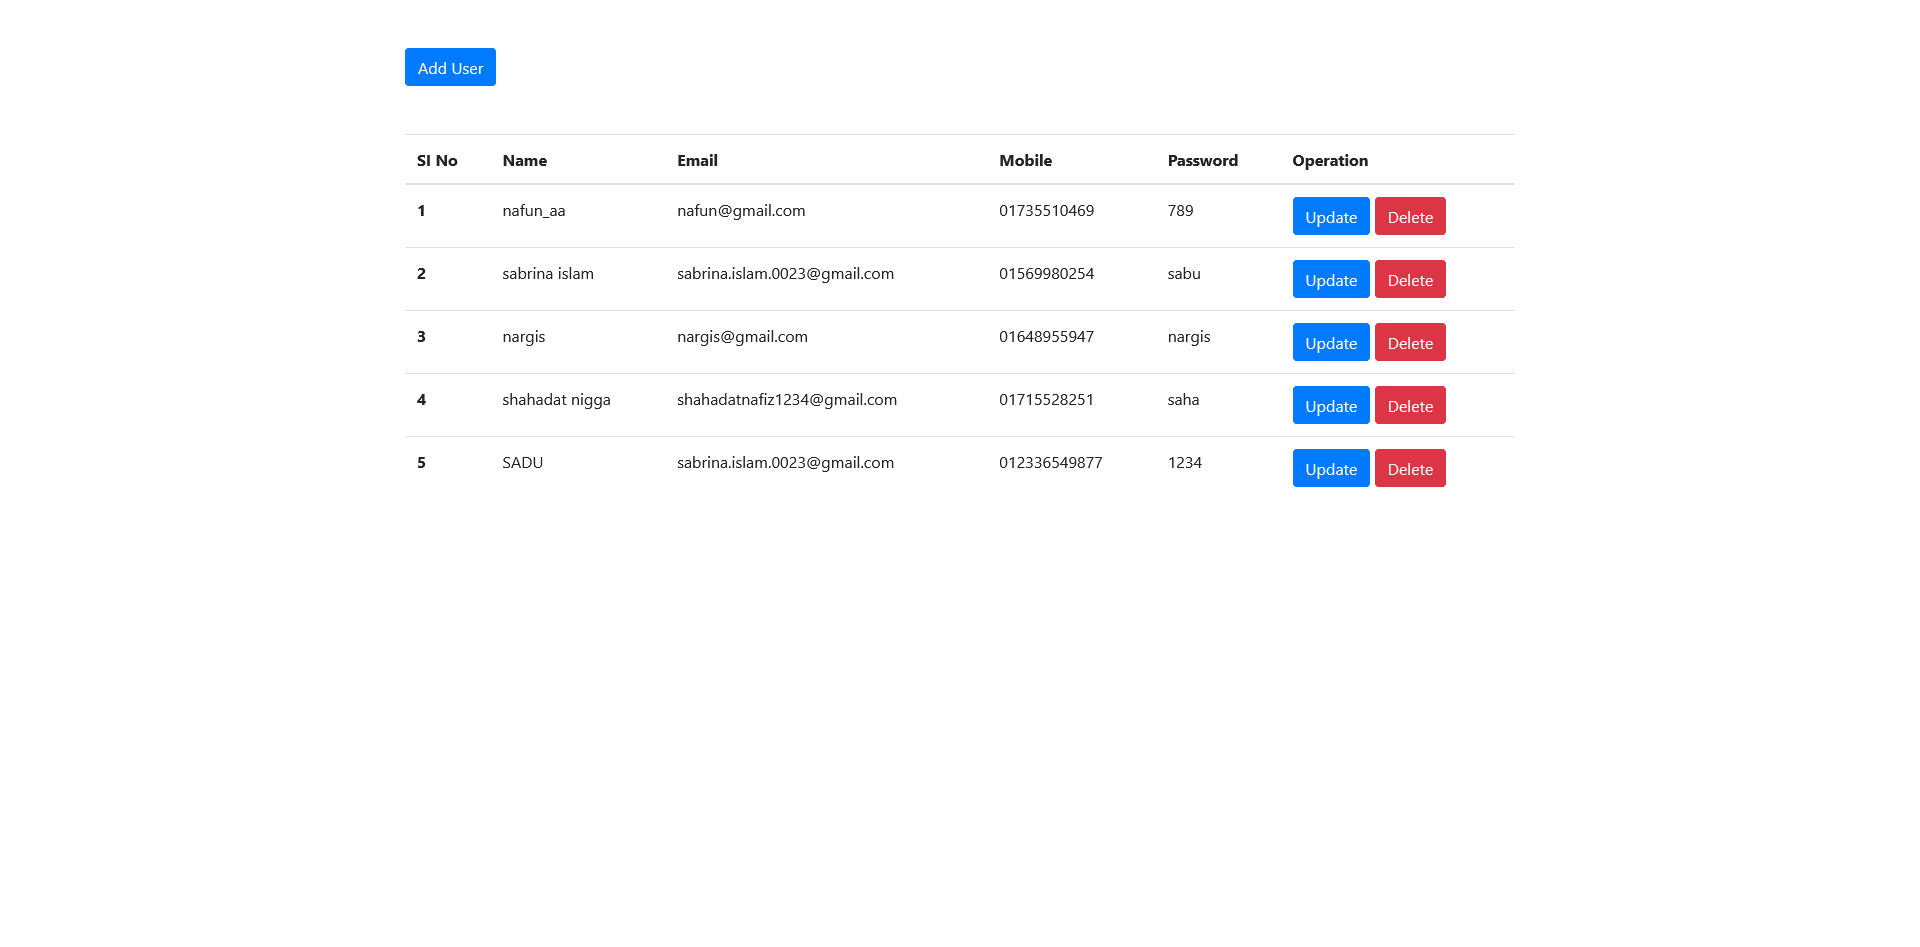 Add User
Sl No Name Email Mobile Password Operation
1 nafun_aa nafun@gmail.com 01735510469 789 Update Delete
2 sabrina islam sabrina.islam.0023@gmail.com 01569980254 sabu Update Delete
3 nargis nargis@gmail.com 01648955947 nargis Update Delete
4 shahadat nigga shahadatnafiz1234@gmail.com 01715528251 saha Update Delete
5 SADU sabrina.islam.0023@gmail.com 012336549877 1234 Update Delete